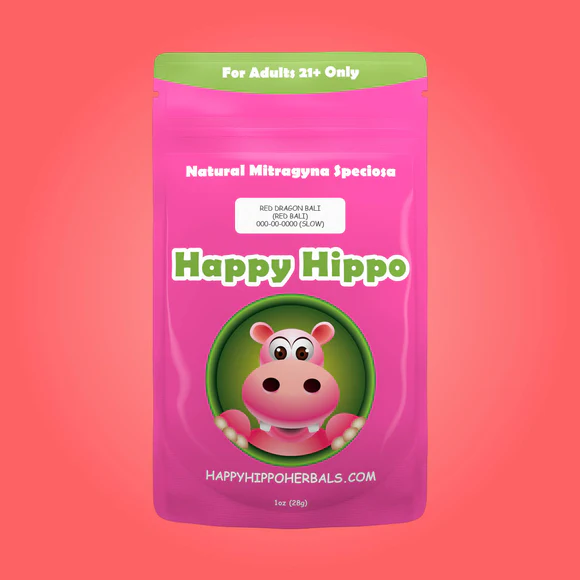 For Adults 21+ Only
Natural Mitragyna Speciosa
RED DRAGON BALI
(RED BALI)
000-00-0000 (SLOW)
Happy Hippo
HAPPYHIPPOHERBALS.COM
1oz (28g)